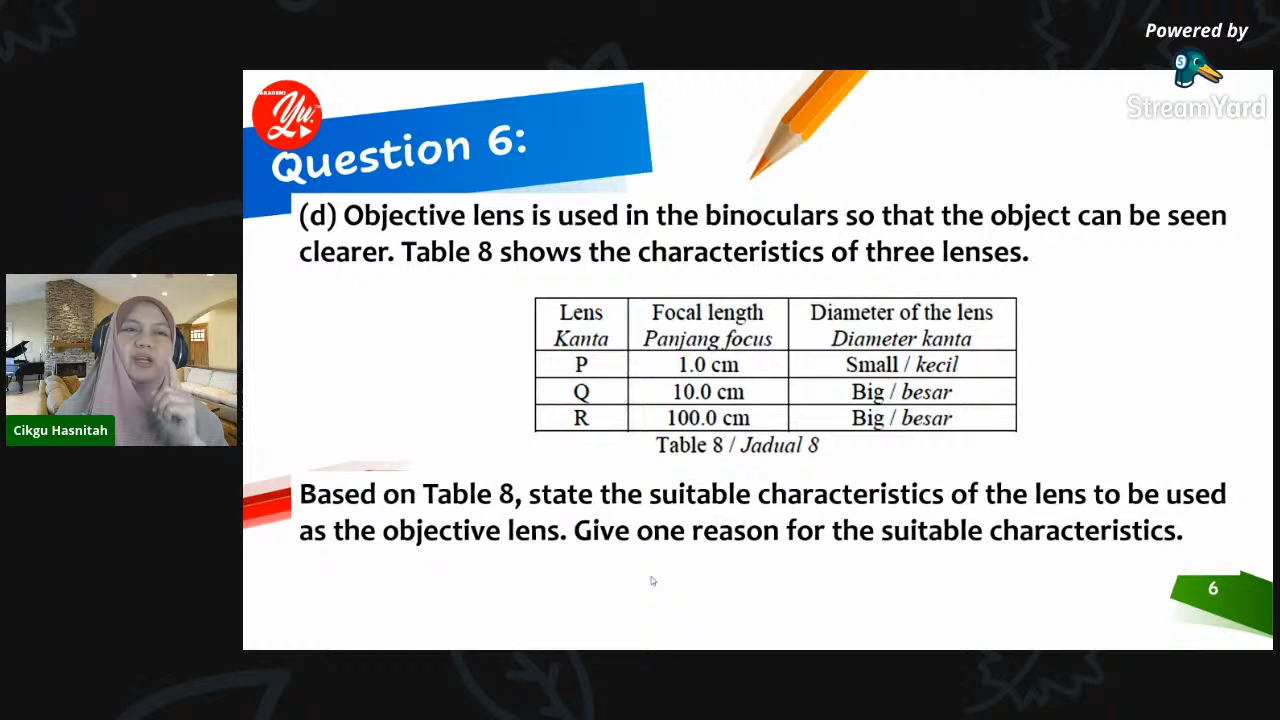 Powered by
StreamYard
Yu.
Question 6:
(d) Objective lens is used in the binoculars so that the object can be seen
clearer. Table 8 shows the characteristics of three lenses.
Lens Focal length Diameter of the lens
Kanta Panjang focus Diameter kanta
P 1.0 cm Small / kecil
Q 10.0 cm Big / besar
R 100.0 cm Big / besar
Table 8 / Jadual 8
Cikgu Hasnitah
Based on Table 8, state the suitable characteristics of the lens to be used
as the objective lens. Give one reason for the suitable characteristics.
6